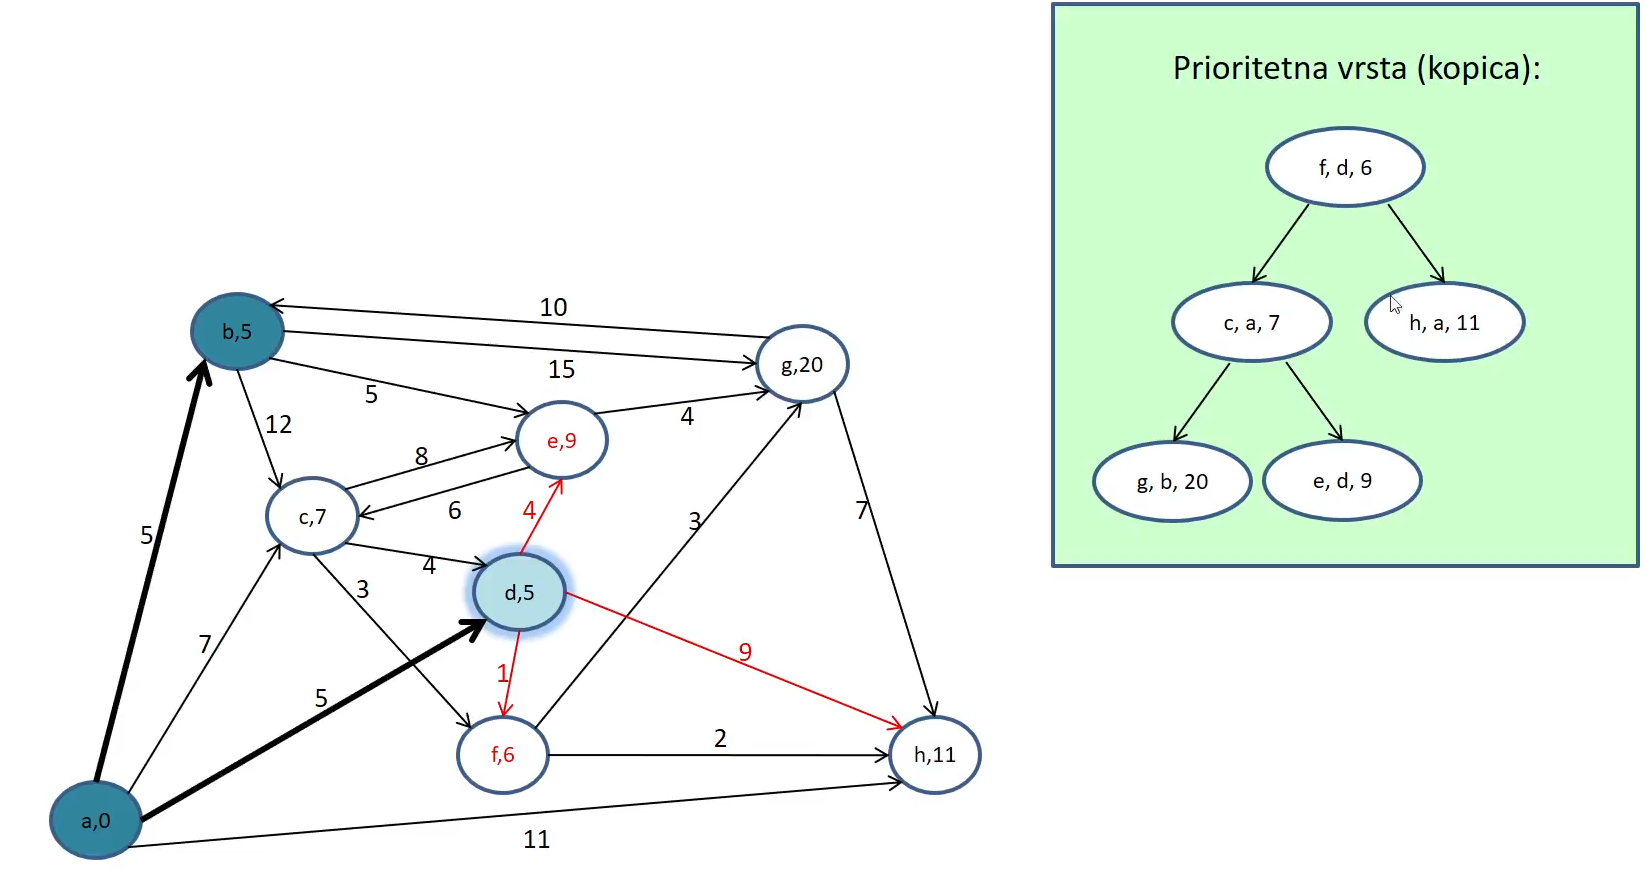 Prioritetna vrsta (kopica):
f, d, 6
c, a, 7
h, a, 11
g, b, 20
e, d, 9
10
b,5
15
g,20
5
12
4
e,9
8
6
4
3
7
c,7
5
4
3
d,5
7
9
1
5
2
f,6
h,11
a,0
11